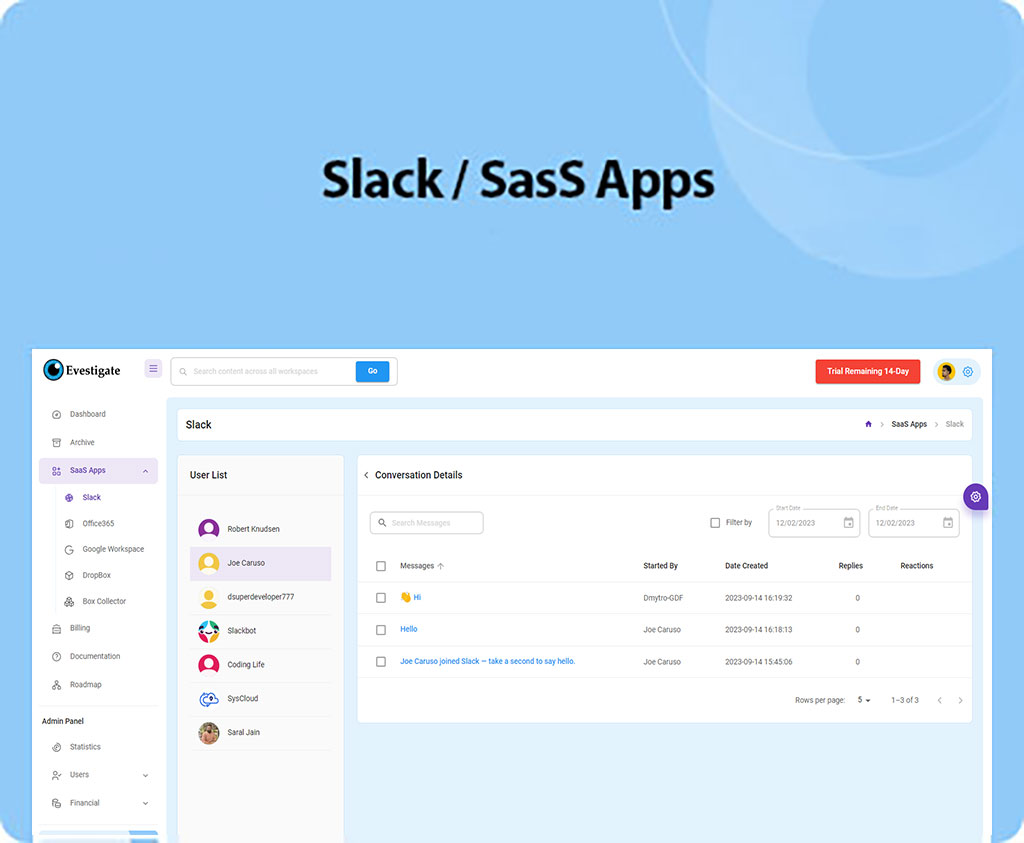 Slack / SasS Apps
Evestigate
Search content across all workspaces
Go
Trial Remaining 14-Day
Dashboard
Archive
SaaS Apps
Slack
Office365
Google Workspace
DropBox
Box Collector
Billing
Documentation
Roadmap
Admin Panel
Statistics
Users
Financial
Slack
SaaS Apps
Slack
User List
Robert Knudsen
Joe Caruso
dsuperdeveloper777
Slackbot
Coding Life
SysCloud
Saral Jain
Conversation Details
Search Messages
Filter by
Start Date
12/02/2023
End Date
12/02/2023
Messages Started By Date Created Replies Reactions
👋 Hi Dmytro-GDF 2023-09-14 16:19:32 0
Hello Joe Caruso 2023-09-14 16:18:13 0
Joe Caruso joined Slack — take a second to say hello. Joe Caruso 2023-09-14 15:45:06 0
Rows per page: 5 1–3 of 3